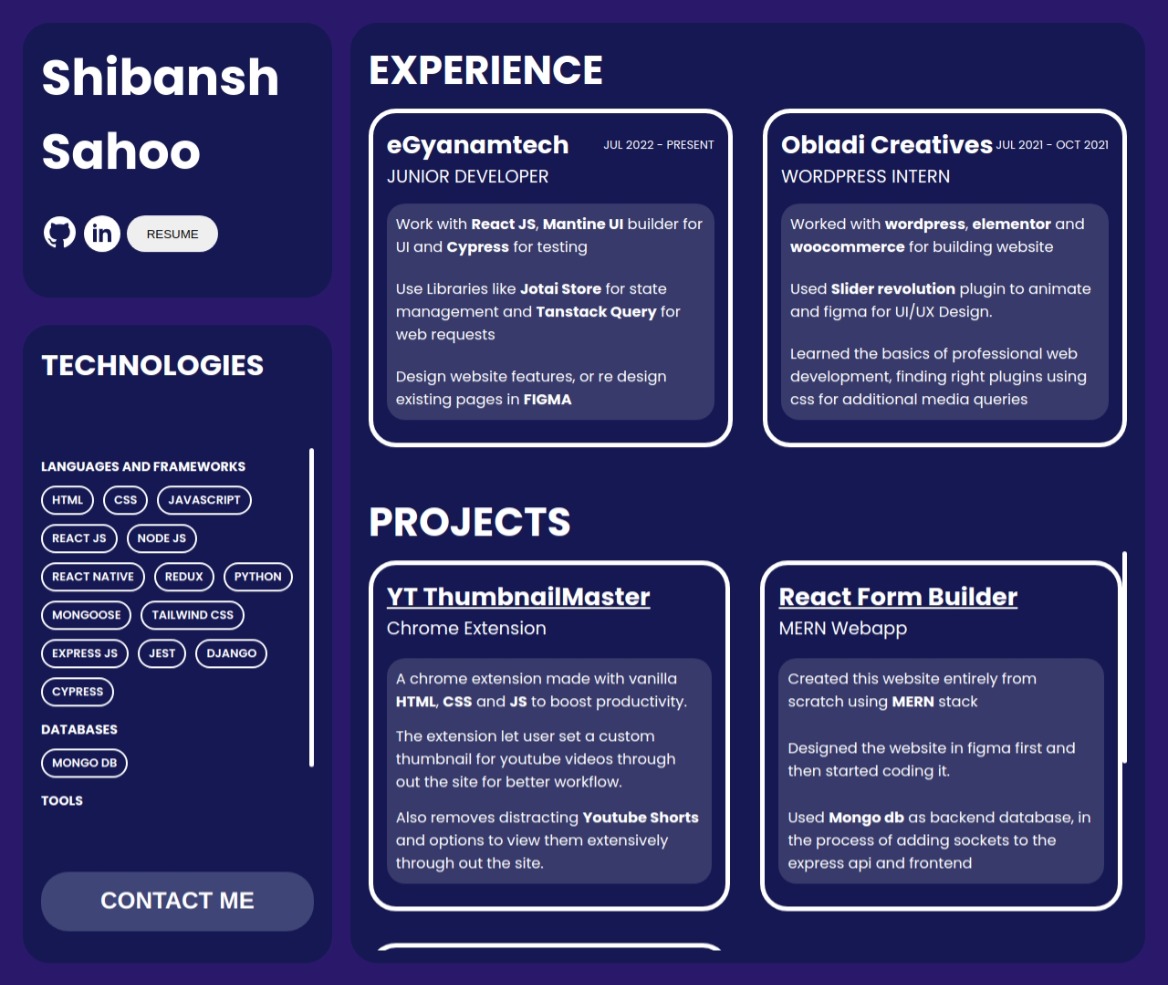 Shibansh
Sahoo
in
RESUME
TECHNOLOGIES
LANGUAGES AND FRAMEWORKS
HTML CSS JAVASCRIPT
REACT JS NODE JS
REACT NATIVE REDUX PYTHON
MONGOOSE TAILWIND CSS
EXPRESS JS JEST DJANGO
CYPRESS
DATABASES
MONGO DB
TOOLS
CONTACT ME
EXPERIENCE
eGyanamtech JUL 2022 - PRESENT
JUNIOR DEVELOPER
Work with React JS, Mantine UI builder for
UI and Cypress for testing
Use Libraries like Jotai Store for state
management and Tanstack Query for
web requests
Design website features, or re design
existing pages in FIGMA
Obladi Creatives JUL 2021 - OCT 2021
WORDPRESS INTERN
Worked with wordpress, elementor and
woocommerce for building website
Used Slider revolution plugin to animate
and figma for UI/UX Design.
Learned the basics of professional web
development, finding right plugins using
css for additional media queries
PROJECTS
YT ThumbnailMaster
Chrome Extension
A chrome extension made with vanilla
HTML, CSS and JS to boost productivity.
The extension let user set a custom
thumbnail for youtube videos through
out the site for better workflow.
Also removes distracting Youtube Shorts
and options to view them extensively
through out the site.
React Form Builder
MERN Webapp
Created this website entirely from
scratch using MERN stack
Designed the website in figma first and
then started coding it.
Used Mongo db as backend database, in
the process of adding sockets to the
express api and frontend